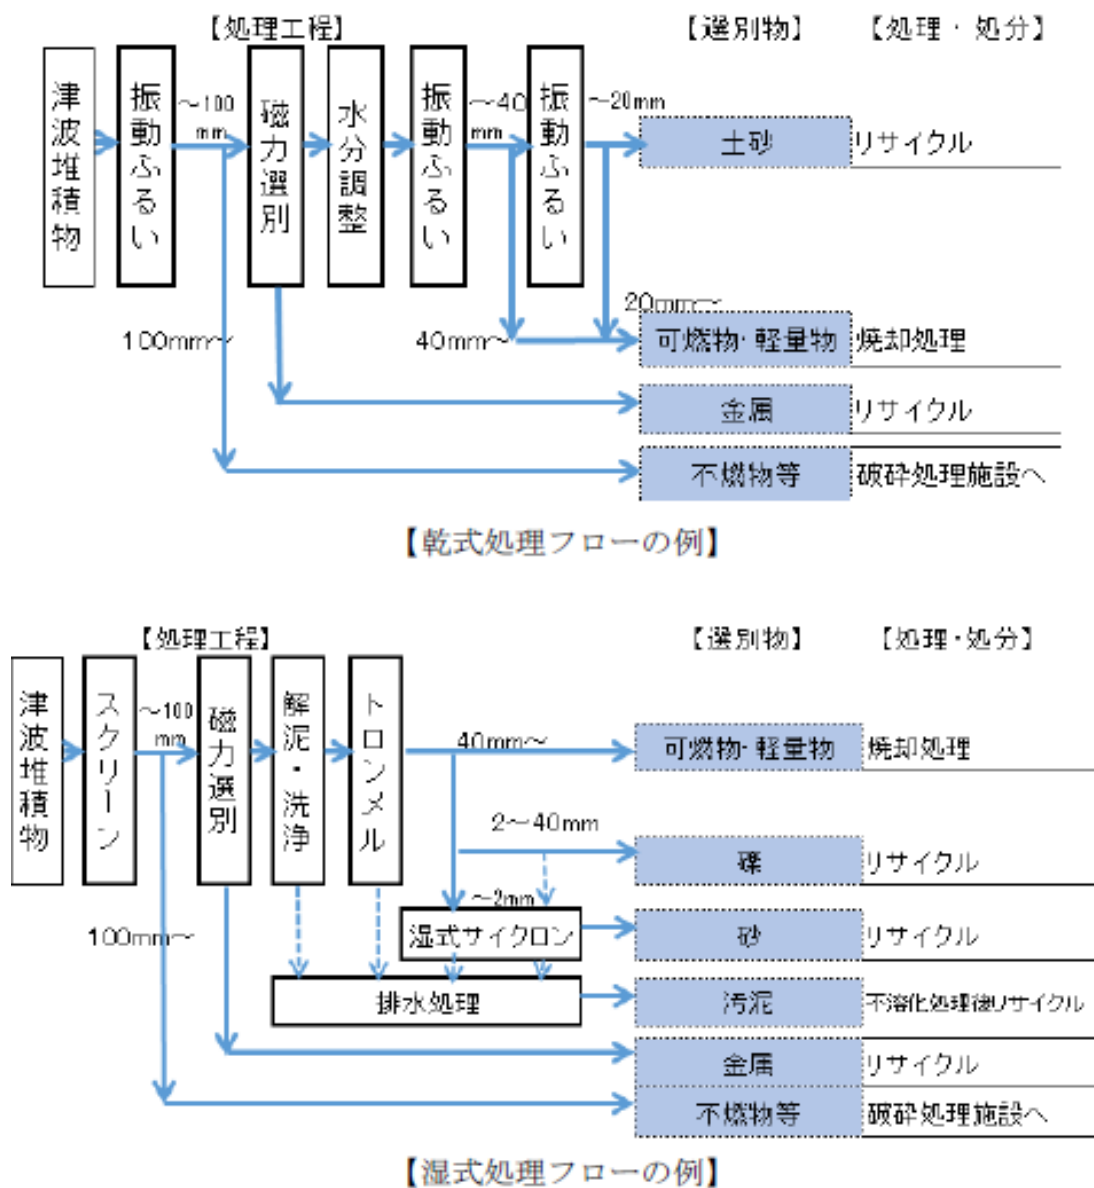 【処理工程】
【選別物】
【処理・処分】
津波堆積物
振動ふるい
～100
mm
磁力選別
水分調整
振動ふるい
～40
mm
振動ふるい
～20mm
土砂
リサイクル
100mm～
40mm～
20mm～
可燃物・軽量物
焼却処理
金属
リサイクル
不燃物等
破砕処理施設へ
【乾式処理フローの例】
【処理工程】
【選別物】
【処理・処分】
津波堆積物
スクリーン
～100
mm
磁力選別
解泥・洗浄
トロンメル
40mm～
可燃物・軽量物
焼却処理
2～40mm
礫
リサイクル
～2mm
100mm～
湿式サイクロン
砂
リサイクル
排水処理
汚泥
不溶化処理後リサイクル
金属
リサイクル
不燃物等
破砕処理施設へ
【湿式処理フローの例】